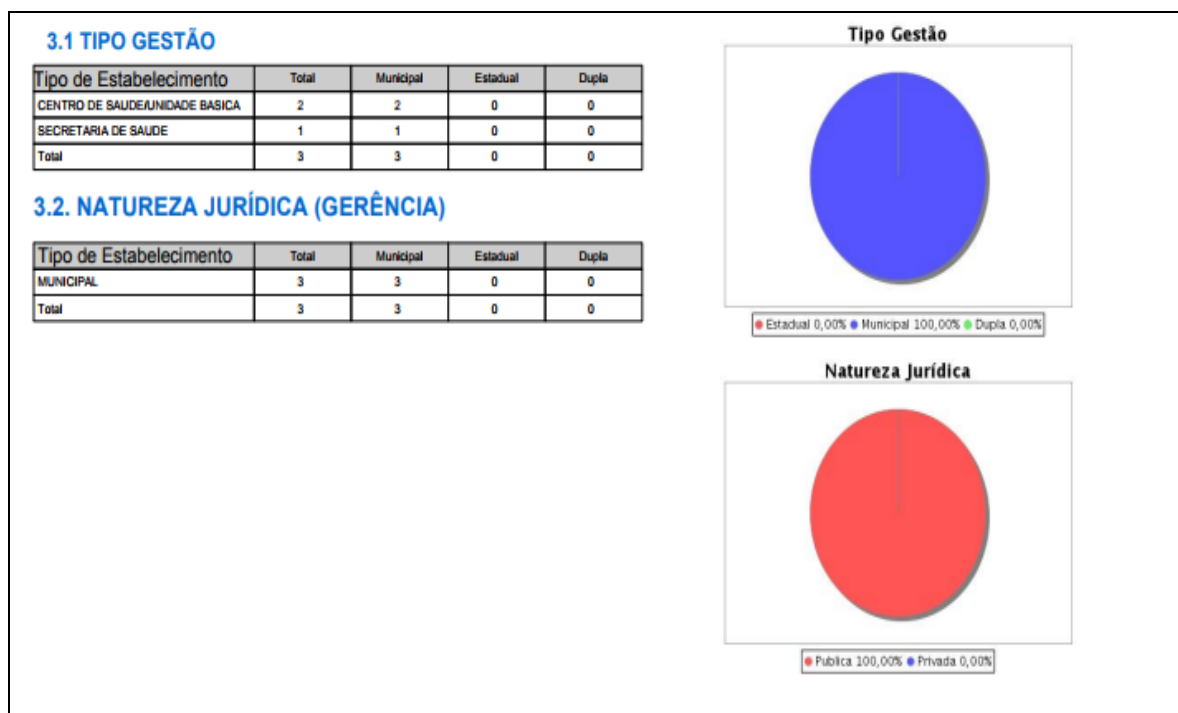 3.1 TIPO GESTÃO
Tipo de Estabelecimento Total Municipal Estadual Dupla
CENTRO DE SAUDE/UNIDADE BASICA 2 2 0 0
SECRETARIA DE SAUDE 1 1 0 0
Total 3 3 0 0
3.2. NATUREZA JURÍDICA (GERÊNCIA)
Tipo de Estabelecimento Total Municipal Estadual Dupla
MUNICIPAL 3 3 0 0
Total 3 3 0 0
Tipo Gestão
Estadual 0,00% Municipal 100,00% Dupla 0,00%
Natureza Jurídica
Publica 100,00% Privada 0,00%